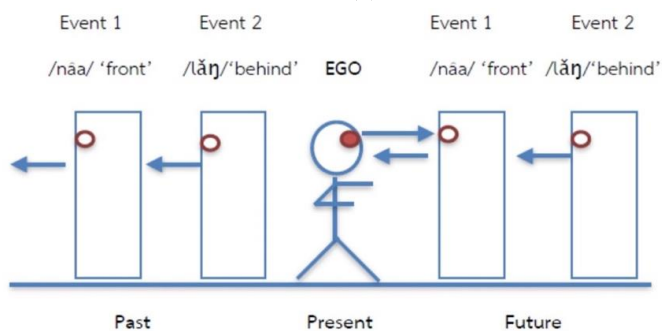 Event 1 Event 2 Event 1 Event 2
/nâa/ ‘front’ /lǎŋ/‘behind’ EGO /nâa/ ‘front’ /lǎŋ/‘behind’
Past Present Future